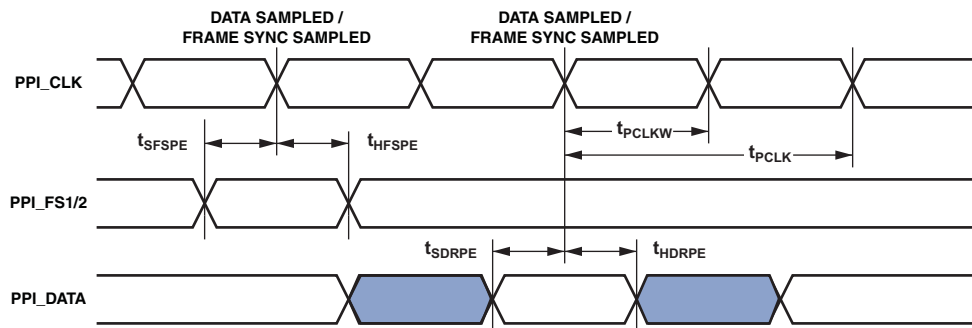 DATA SAMPLED /
FRAME SYNC SAMPLED
DATA SAMPLED /
FRAME SYNC SAMPLED
PPI_CLK
tSFSPE
tHFSPE
tPCLKW
tPCLK
PPI_FS1/2
tSDRPE
tHDRPE
PPI_DATA